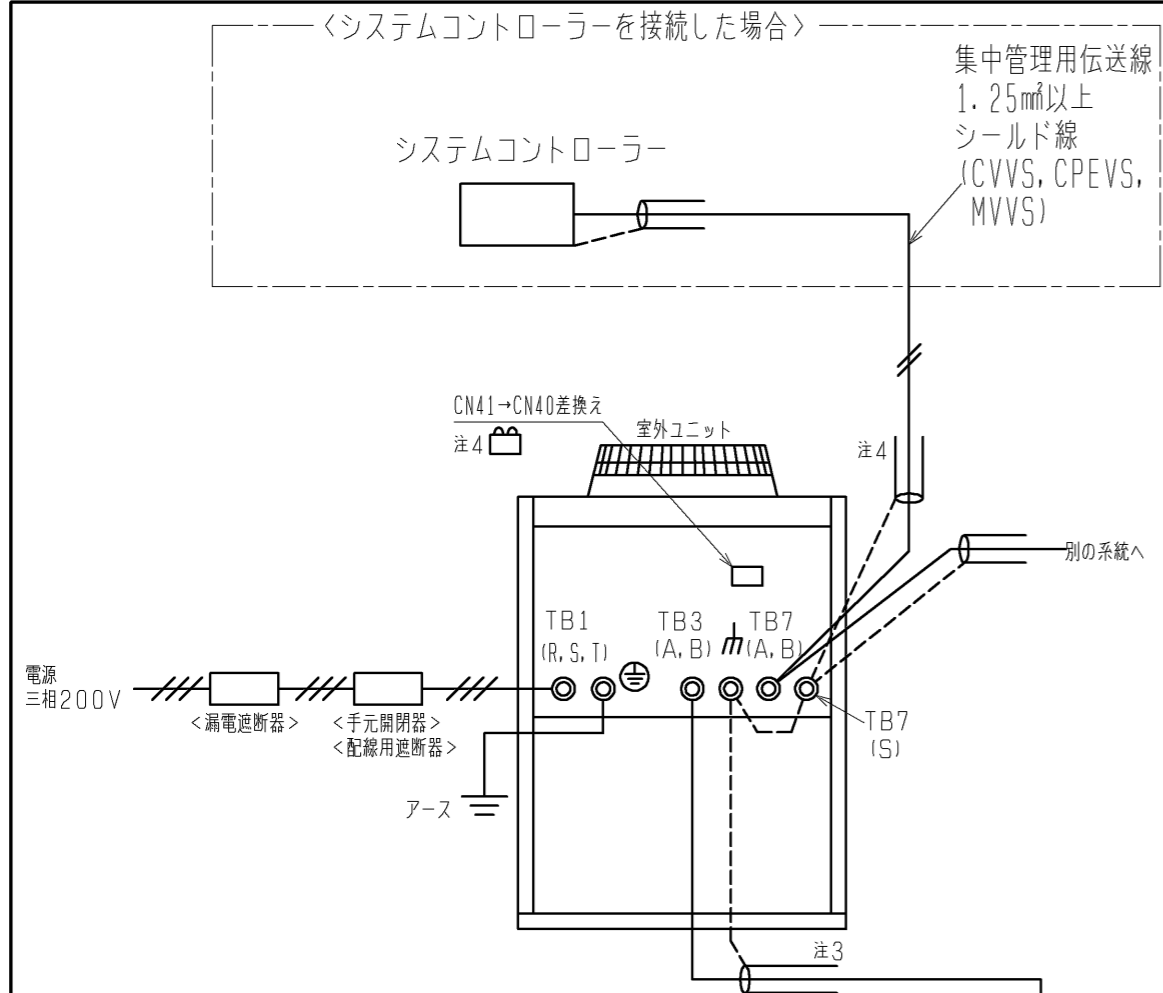 〈システムコントローラーを接続した場合〉
集中管理用伝送線
1.25㎟以上
シールド線
(CVVS, CPEVS,
MVVS)
システムコントローラー
CN41→CN40差換え
注4
室外ユニット
注4
別の系統へ
TB1
(R, S, T)
TB3
(A, B)
TB7
(A, B)
電源
三相200V
<漏電遮断器>
<手元開閉器>
<配線用遮断器>
TB7
(S)
アース
注3